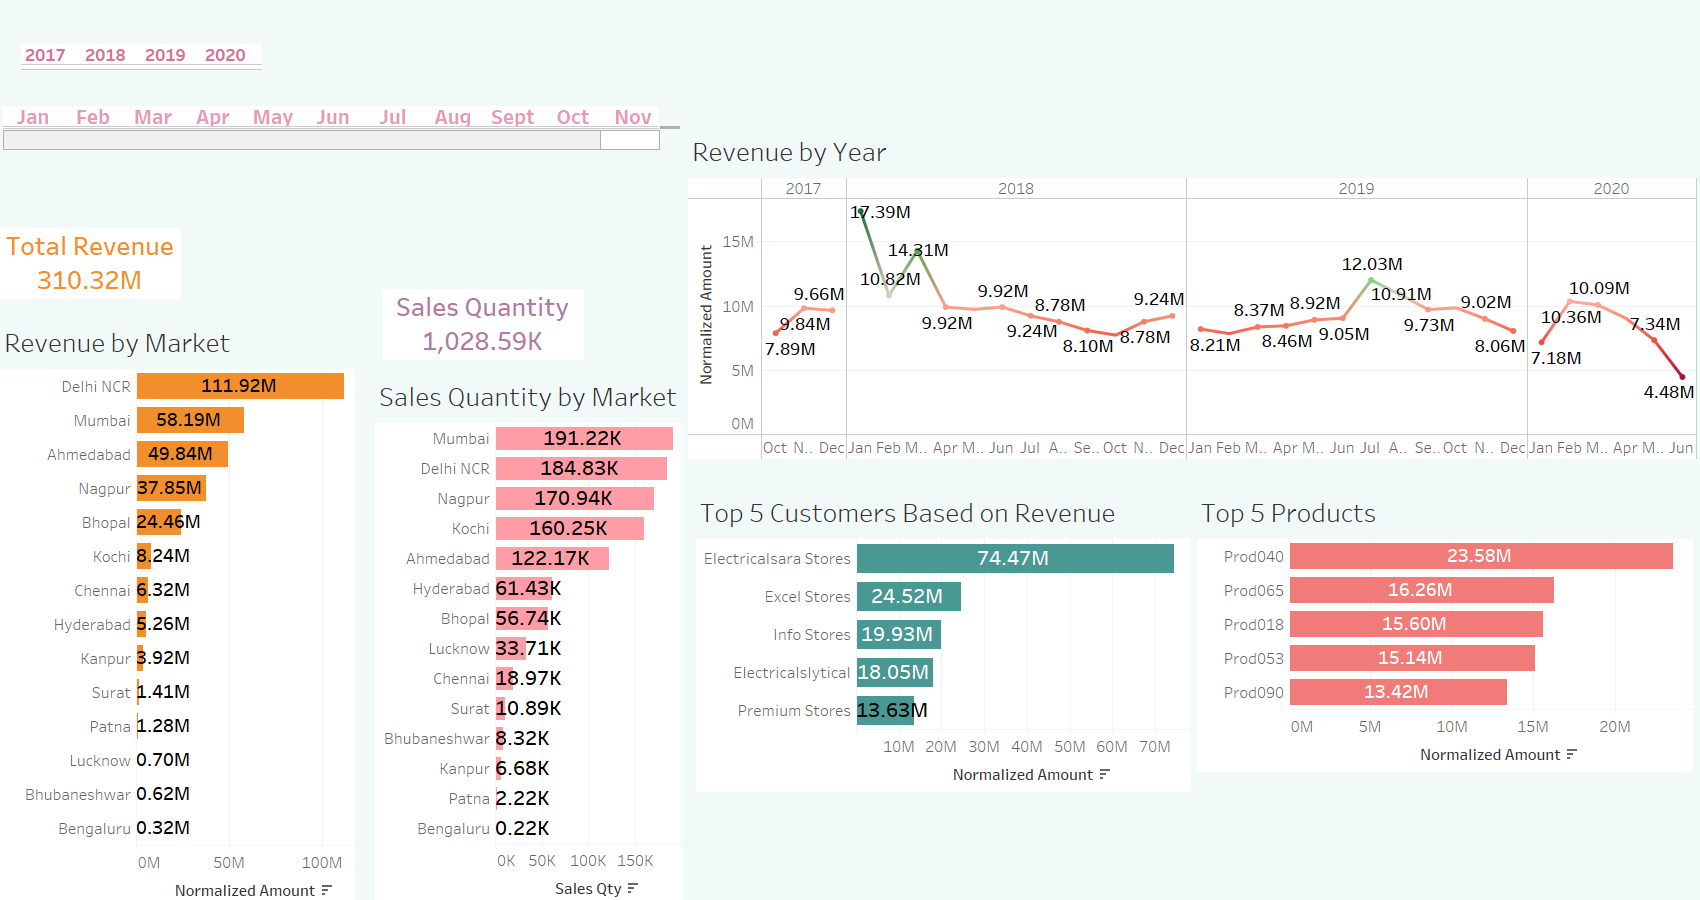 2017 2018 2019 2020
Jan Feb Mar Apr May Jun Jul Aug Sept Oct Nov
Total Revenue
310.32M
Revenue by Market
Delhi NCR 111.92M
Mumbai 58.19M
Ahmedabad 49.84M
Nagpur 37.85M
Bhopal 24.46M
Kochi 8.24M
Chennai 6.32M
Hyderabad 5.26M
Kanpur 3.92M
Surat 1.41M
Patna 1.28M
Lucknow 0.70M
Bhubaneshwar 0.62M
Bengaluru 0.32M
0M 50M 100M
Normalized Amount
Sales Quantity
1,028.59K
Sales Quantity by Market
Mumbai 191.22K
Delhi NCR 184.83K
Nagpur 170.94K
Kochi 160.25K
Ahmedabad 122.17K
Hyderabad 61.43K
Bhopal 56.74K
Lucknow 33.71K
Chennai 18.97K
Surat 10.89K
Bhubaneshwar 8.32K
Kanpur 6.68K
Patna 2.22K
Bengaluru 0.22K
0K 50K 100K 150K
Sales Qty
Revenue by Year
2017 2018 2019 2020
Normalized Amount
15M
10M
5M
0M
7.89M
9.84M
9.66M
17.39M
10.82M
14.31M
9.92M
9.92M
9.24M
8.78M
8.10M
8.78M
9.24M
8.21M
8.37M
8.46M
8.92M
9.05M
12.03M
10.91M
9.73M
9.02M
8.06M
7.18M
10.36M
10.09M
7.34M
4.48M
Oct N.. Dec Jan Feb M.. Apr M.. Jun Jul A.. Se.. Oct N.. Dec Jan Feb M.. Apr M.. Jun Jul A.. Se.. Oct N.. Dec Jan Feb M.. Apr M.. Jun
Top 5 Customers Based on Revenue
Electricalsara Stores 74.47M
Excel Stores 24.52M
Info Stores 19.93M
Electricalslytical 18.05M
Premium Stores 13.63M
10M 20M 30M 40M 50M 60M 70M
Normalized Amount
Top 5 Products
Prod040 23.58M
Prod065 16.26M
Prod018 15.60M
Prod053 15.14M
Prod090 13.42M
0M 5M 10M 15M 20M
Normalized Amount